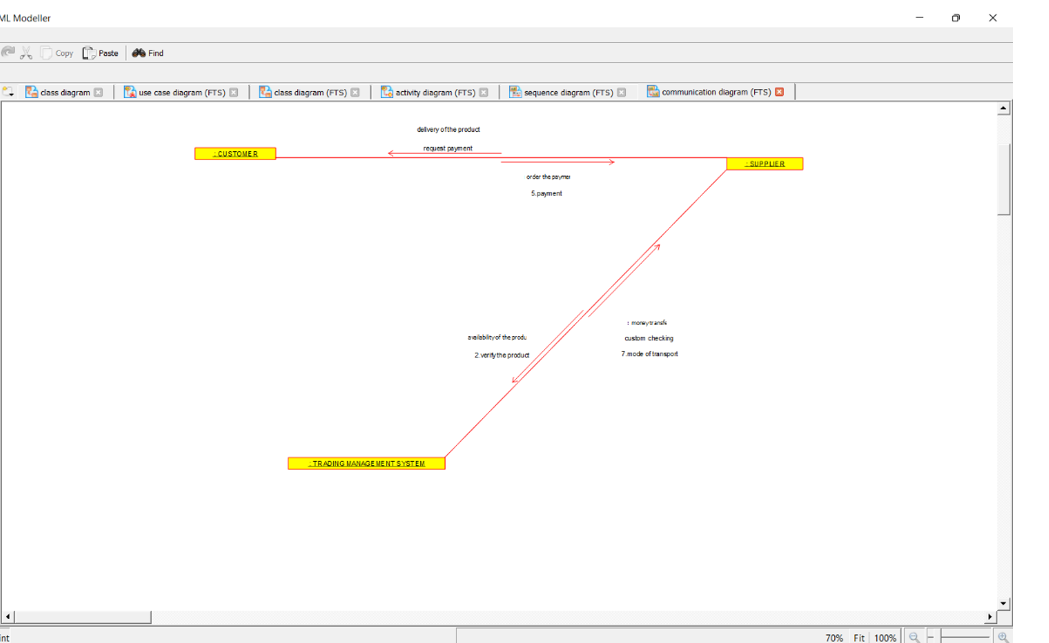 ML Modeller
Copy Paste Find
class diagram use case diagram (FTS) class diagram (FTS) activity diagram (FTS) sequence diagram (FTS) communication diagram (FTS)
delivery of the product
request payment
: CUSTOMER
: SUPPLIER
order the paymer
5.payment
: money transfe
availability of the produ
custom checking
2.verify the product
7.mode of transport
: TRADING MANAGEMENT SYSTEM
int
70% Fit 100%